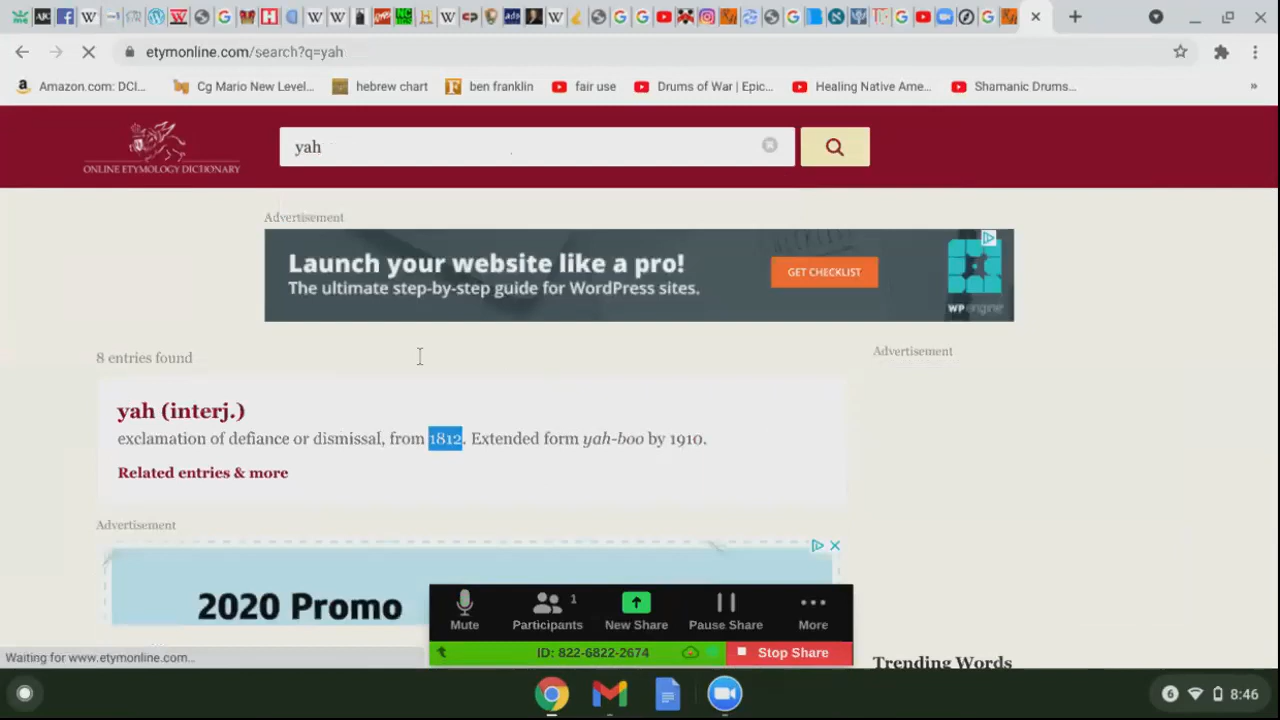 etymonline.com/search?q=yah
Amazon.com: DCI...
Cg Mario New Level...
hebrew chart
ben franklin
fair use
Drums of War | Epic...
Healing Native Ame...
Shamanic Drums...
»
ONLINE ETYMOLOGY DICTIONARY
yah
Advertisement
Launch your website like a pro!
The ultimate step-by-step guide for WordPress sites.
GET CHECKLIST
WP engine
8 entries found
Advertisement
yah (interj.)
exclamation of defiance or dismissal, from 1812. Extended form yah-boo by 1910.
Related entries & more
Advertisement
2020 Promo
1
Mute
Participants
New Share
Pause Share
More
ID: 822-6822-2674
Stop Share
Waiting for www.etymonline.com...
Trending Words
6
8:46